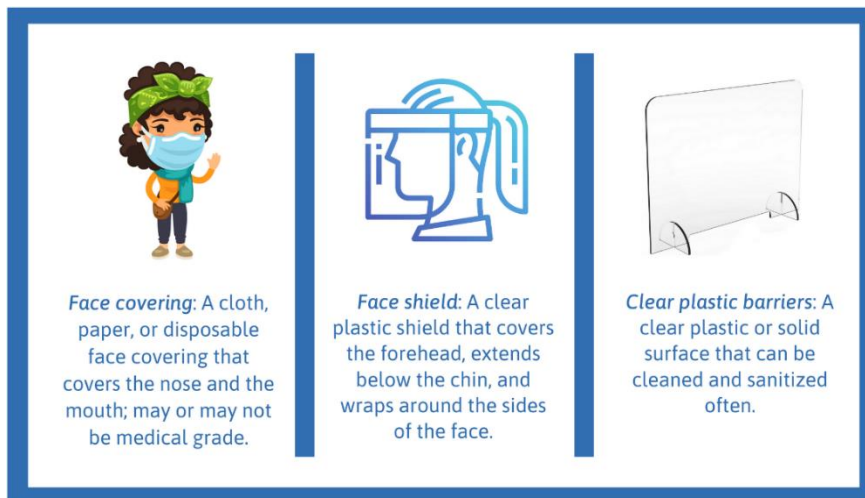 Face covering: A cloth,
paper, or disposable
face covering that
covers the nose and the
mouth; may or may not
be medical grade.
Face shield: A clear
plastic shield that covers
the forehead, extends
below the chin, and
wraps around the sides
of the face.
Clear plastic barriers: A
clear plastic or solid
surface that can be
cleaned and sanitized
often.